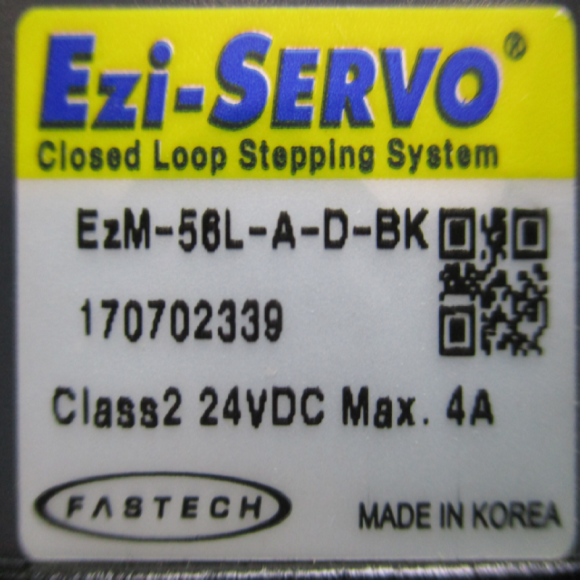 Ezi-SERVO®
Closed Loop Stepping System
EzM-56L-A-D-BK
170702339
Class2 24VDC Max. 4A
FASTECH
MADE IN KOREA